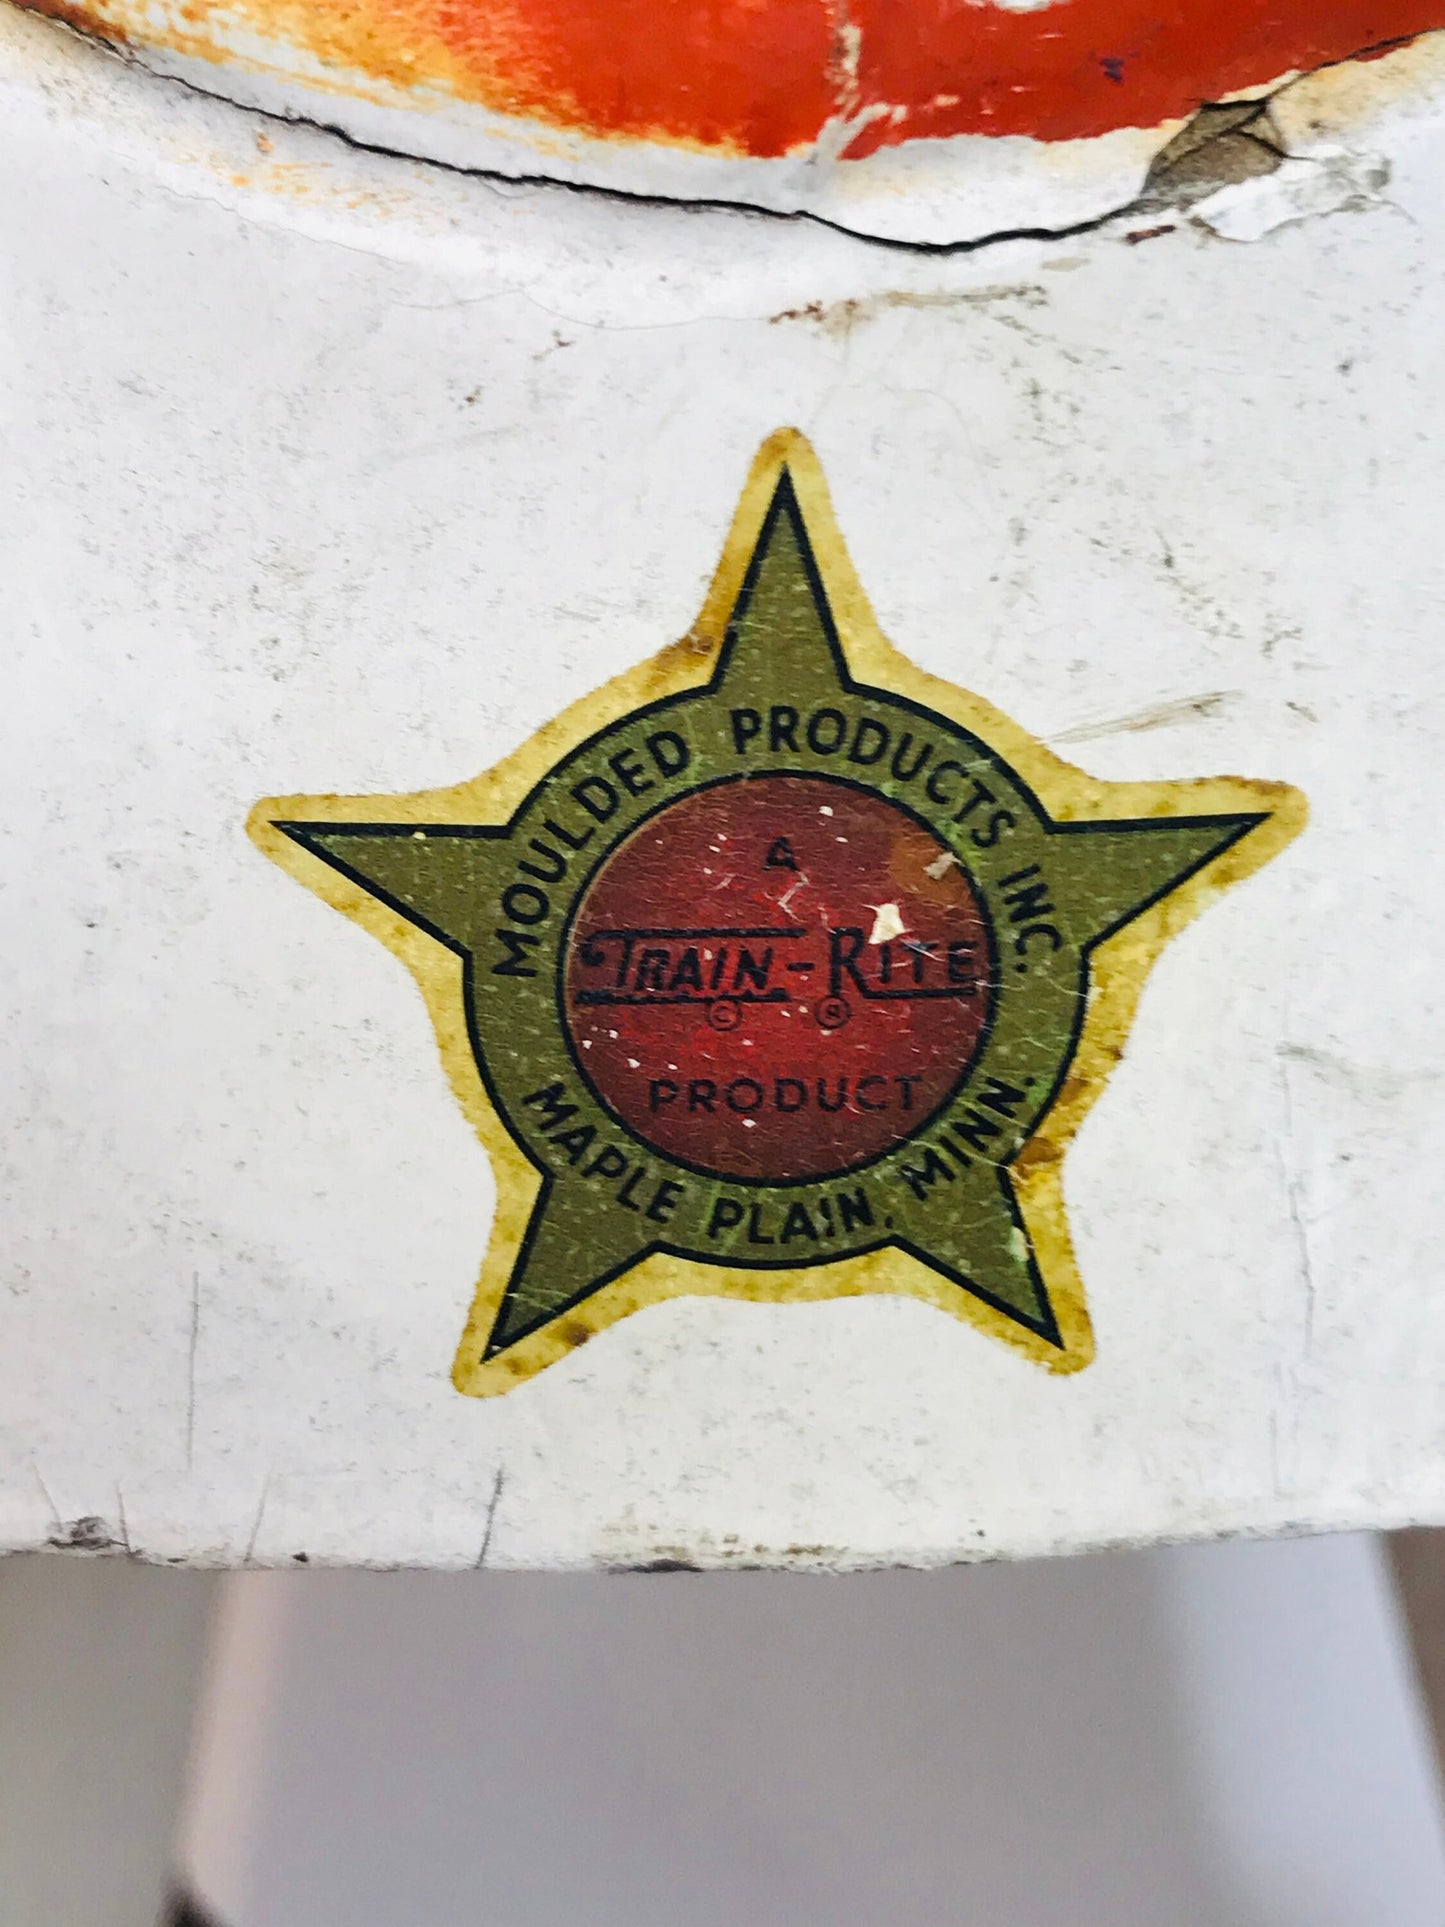 MOULDED PRODUCTS INC.
A
TRAIN-RITE
© ®
PRODUCT
MAPLE PLAIN, MINN.